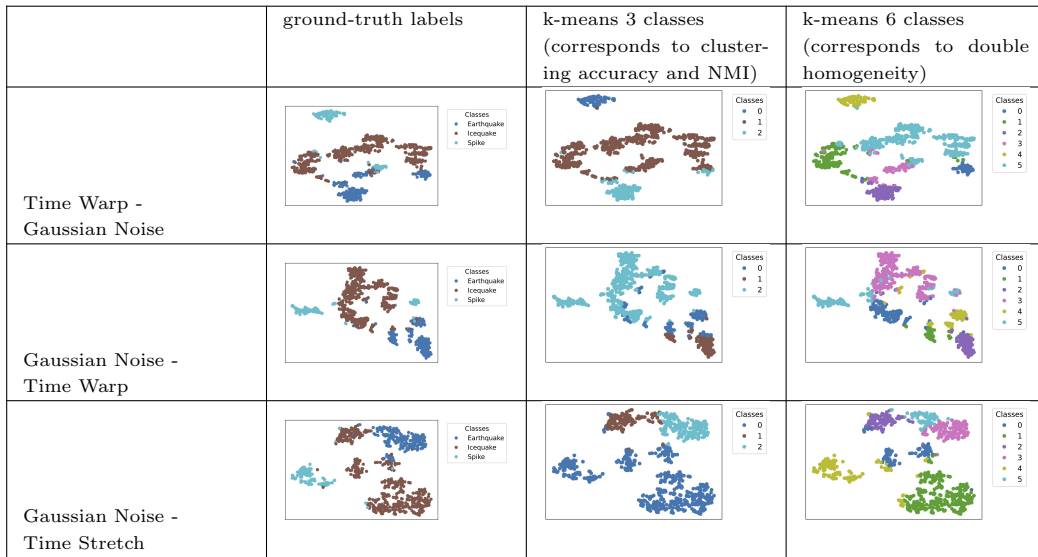 ground-truth labels
k-means 3 classes
(corresponds to cluster-
ing accuracy and NMI)
k-means 6 classes
(corresponds to double
homogeneity)
Time Warp -
Gaussian Noise
Classes
Earthquake
Icequake
Spike
Classes
0
1
2
Classes
0
1
2
3
4
5
Gaussian Noise -
Time Warp
Classes
Earthquake
Icequake
Spike
Classes
0
1
2
Classes
0
1
2
3
4
5
Gaussian Noise -
Time Stretch
Classes
Earthquake
Icequake
Spike
Classes
0
1
2
Classes
0
1
2
3
4
5